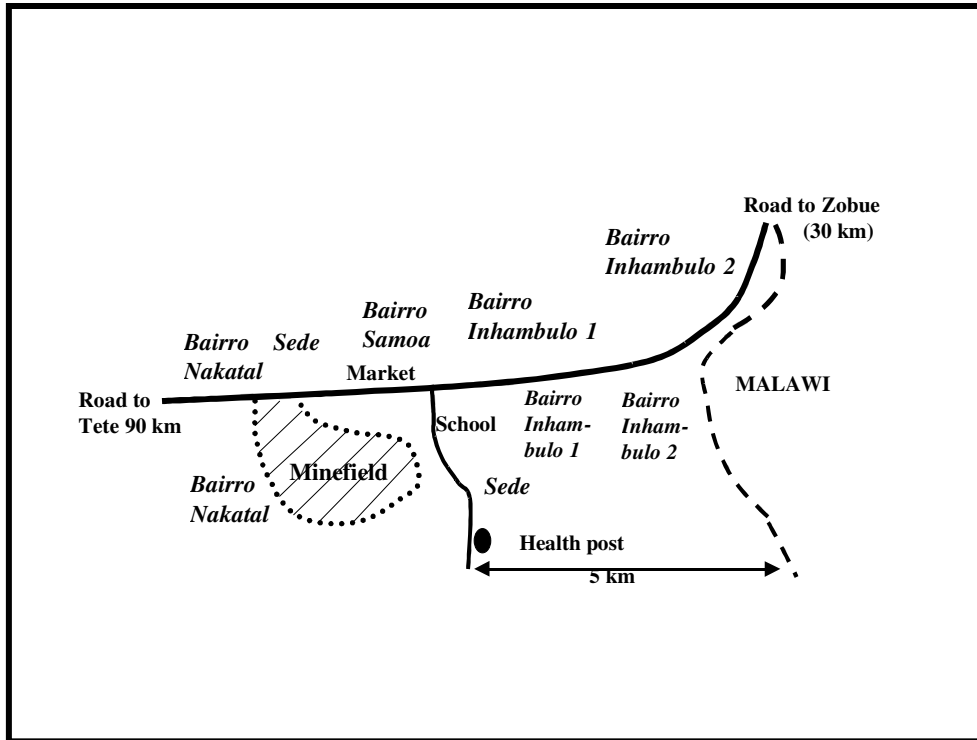 Road to Zobue
(30 km)
Bairro
Inhambulo 2
Bairro
Inhambulo 1
Bairro
Samoa
Sede
Bairro
Nakatal
Market
MALAWI
Road to
Tete 90 km
School
Bairro
Inham-
bulo 1
Bairro
Inham-
bulo 2
Minefield
Bairro
Nakatal
Sede
Health post
5 km